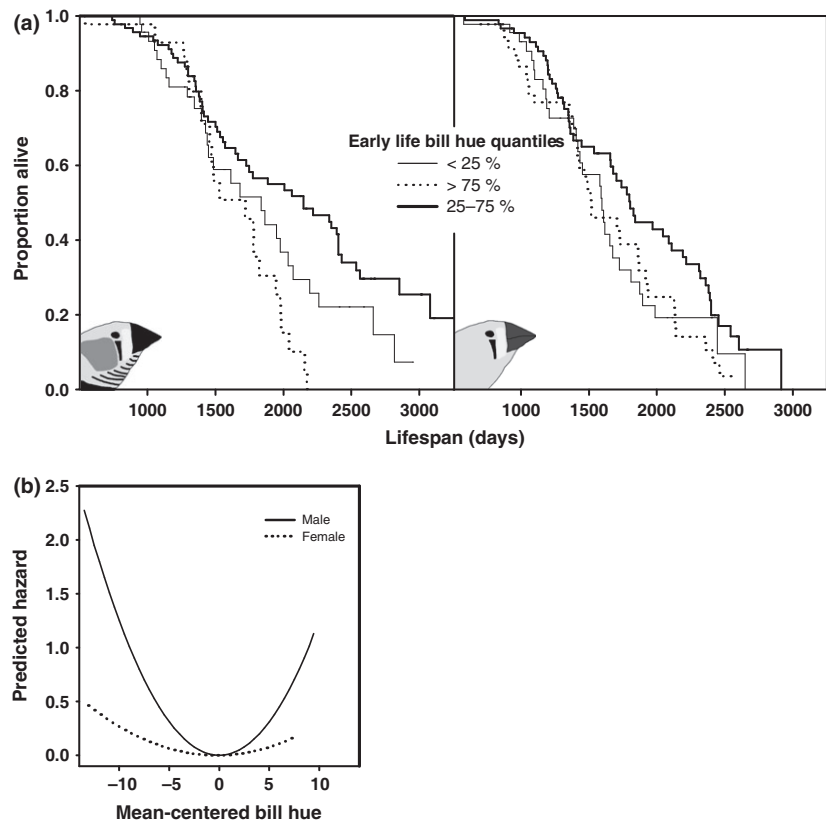 (a)
1.0
0.8
0.6
0.4
0.2
0.0
Proportion alive
Early life bill hue quantiles
< 25 %
> 75 %
25–75 %
1000 1500 2000 2500 3000
1000 1500 2000 2500 3000
Lifespan (days)
(b)
2.5
2.0
1.5
1.0
0.5
0.0
Predicted hazard
Male
Female
−10 −5 0 5 10
Mean-centered bill hue